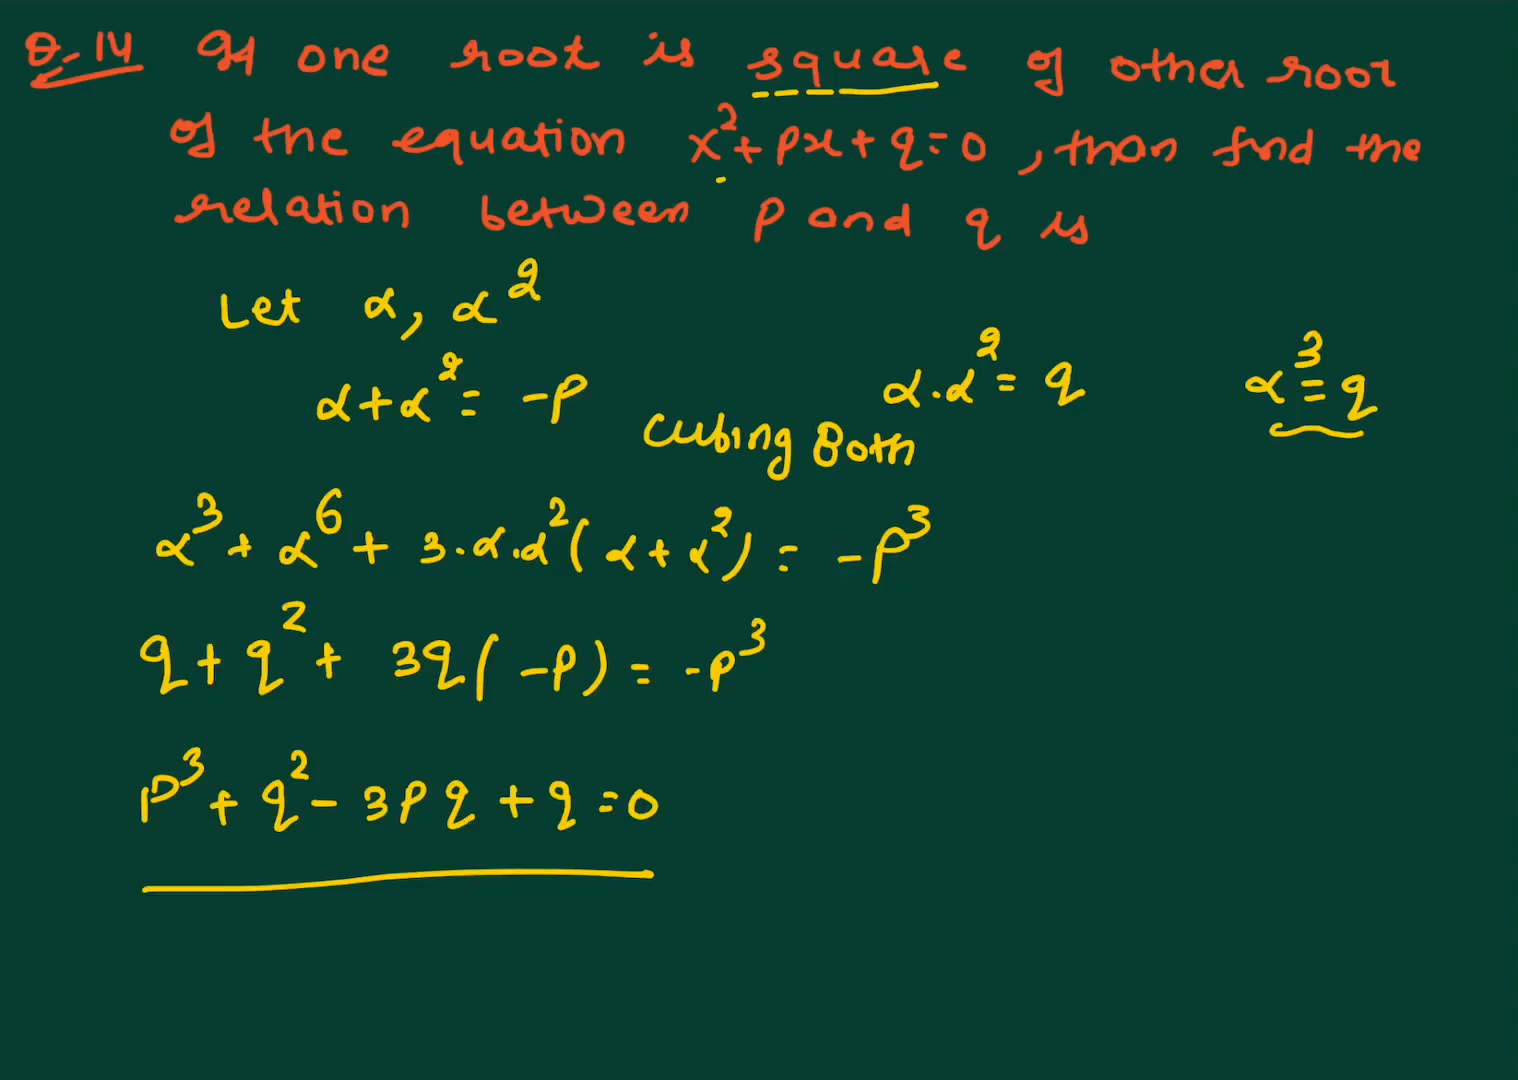 Q-14 If one root is square of other root
of the equation x²+px+q=0, then find the
relation between p and q is
Let α, α²
α+α²= -p α.α²= q α³=q
cubing Both
α³+α⁶+3.α.α²(α+α²)= -p³
q+q²+3q(-p)= -p³
p³+q²-3pq+q=0